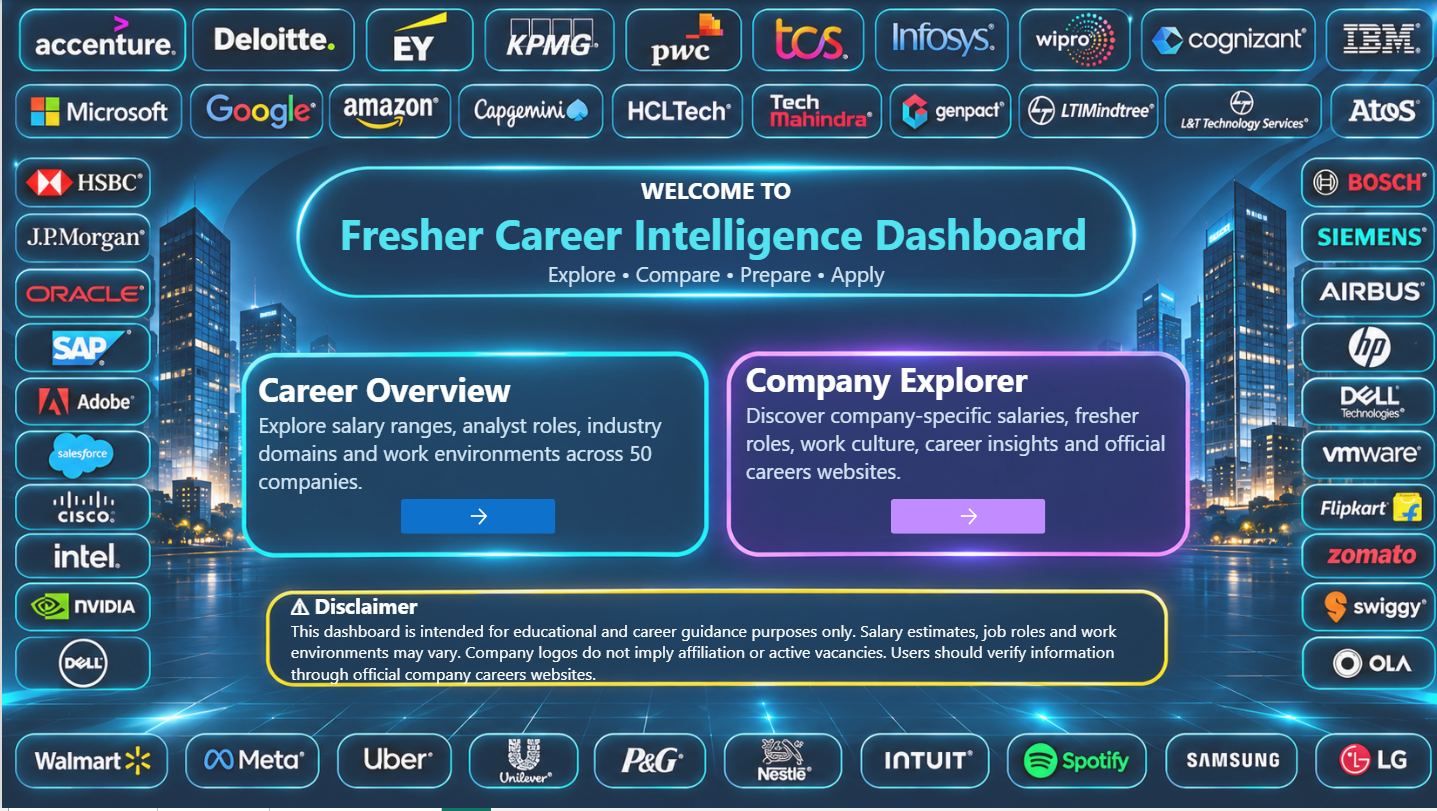 accenture
Deloitte.
EY
KPMG
pwc
tcs
Infosys
wipro
cognizant
IBM
Microsoft
Google
amazon
Capgemini
HCLTech
Tech
Mahindra
genpact
LTIMindtree
L&T Technology Services
Atos
HSBC
J.P.Morgan
ORACLE
SAP
Adobe
salesforce
CISCO
intel
NVIDIA
DELL
WELCOME TO
Fresher Career Intelligence Dashboard
Explore • Compare • Prepare • Apply
Career Overview
Explore salary ranges, analyst roles, industry
domains and work environments across 50
companies.
→
Company Explorer
Discover company-specific salaries, fresher
roles, work culture, career insights and official
careers websites.
→
⚠ Disclaimer
This dashboard is intended for educational and career guidance purposes only. Salary estimates, job roles and work
environments may vary. Company logos do not imply affiliation or active vacancies. Users should verify information
through official company careers websites.
BOSCH
SIEMENS
AIRBUS
hp
DELL
Technologies
vmware
Flipkart
zomato
swiggy
OLA
Walmart
Meta
Uber
Unilever
P&G
Nestlé
INTUIT
Spotify
SAMSUNG
LG